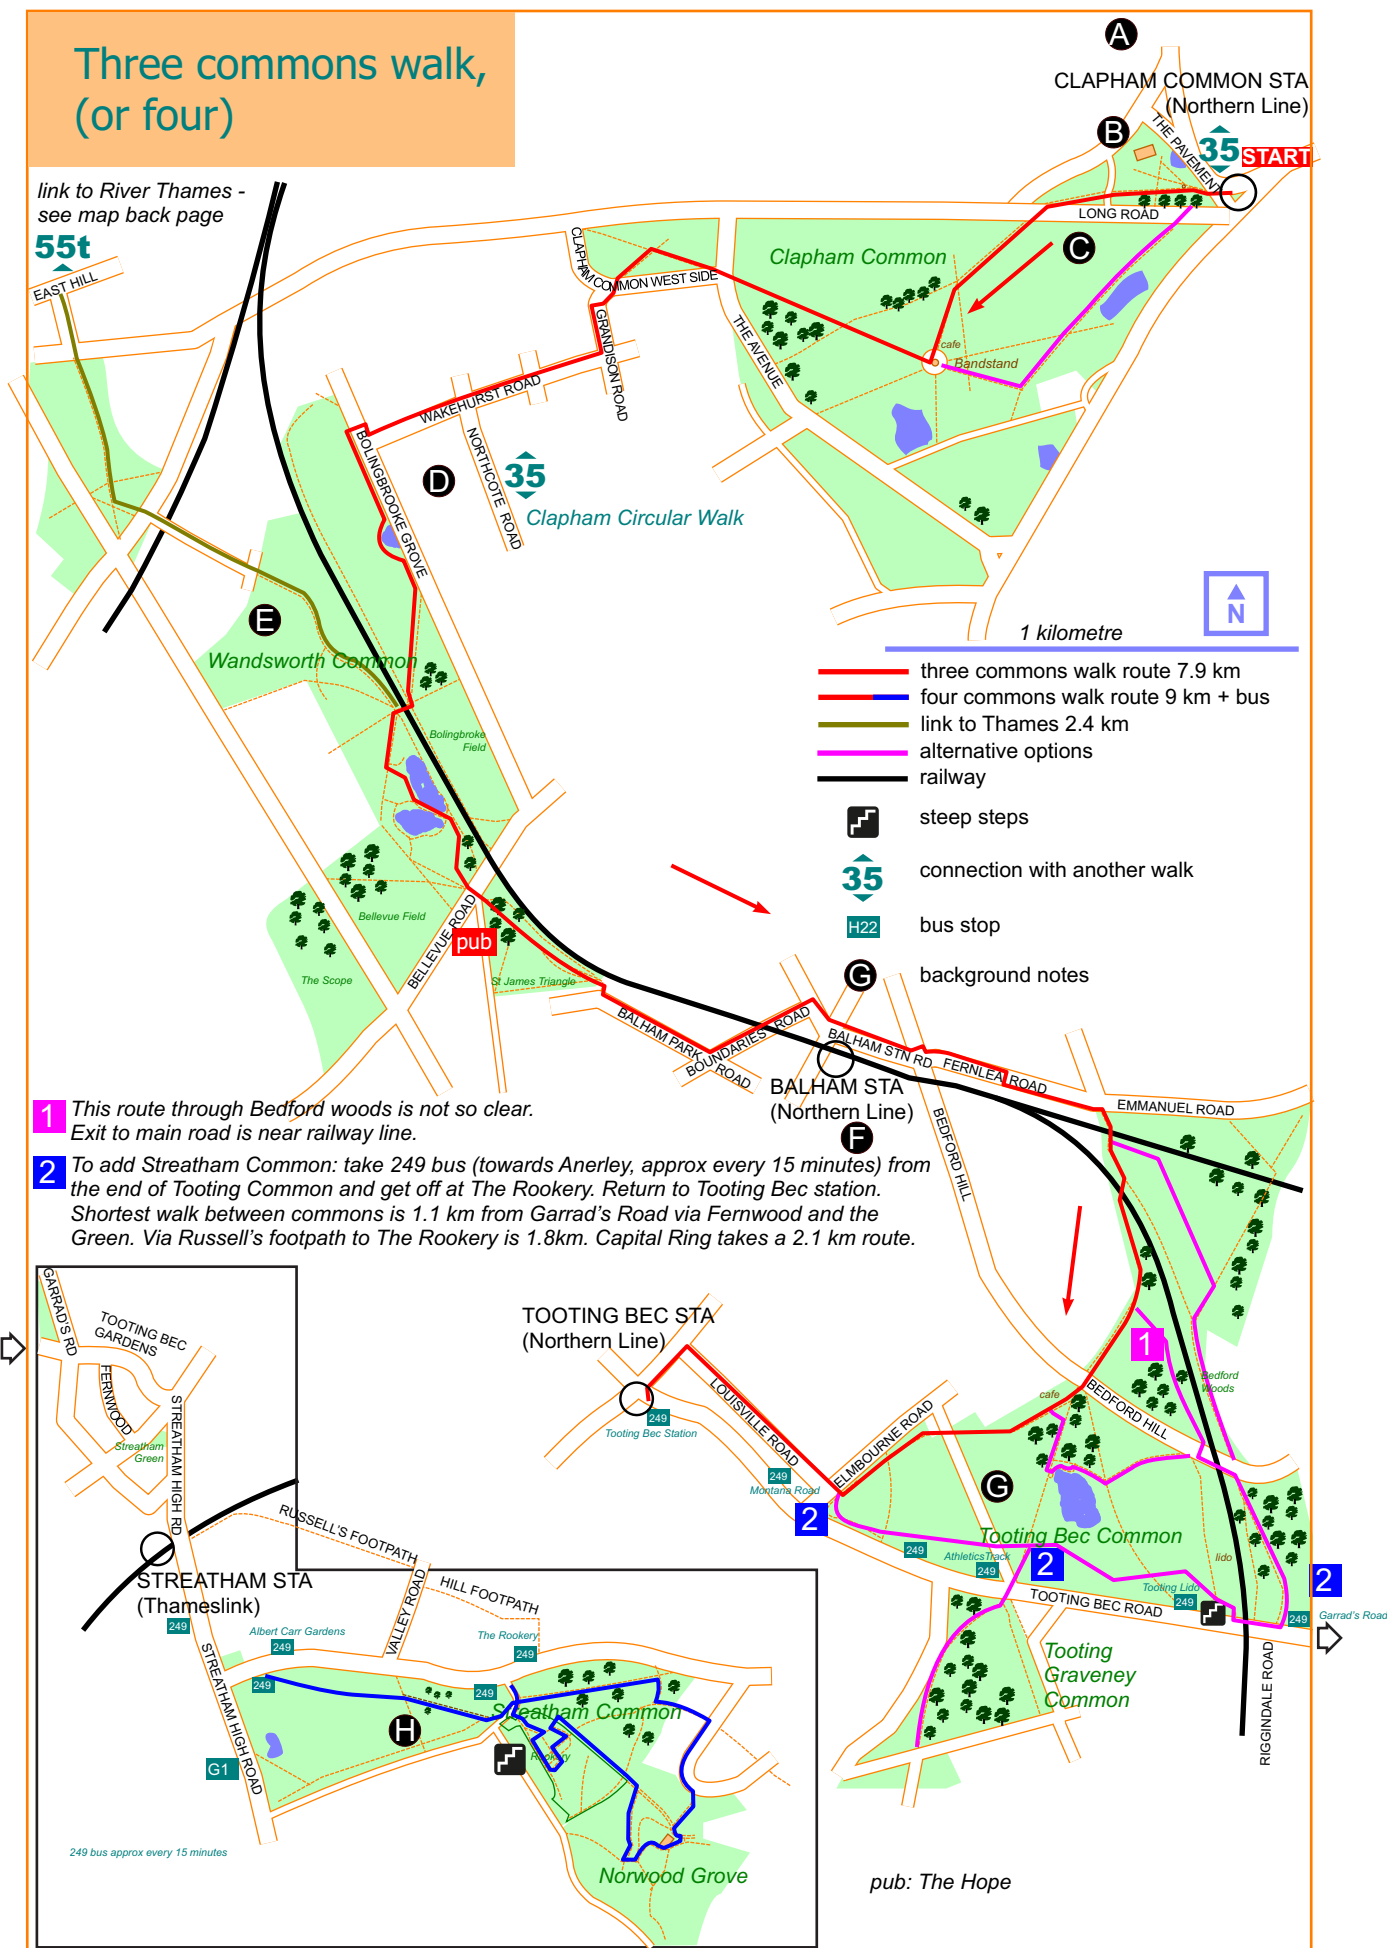 Three commons walk,
(or four)
A
CLAPHAM COMMON STA
(Northern Line)
B
THE PAVEMENT
35
START
link to River Thames -
see map back page
55t
EAST HILL
LONG ROAD
C
Clapham Common
CLAPHAM COMMON WEST SIDE
THE AVENUE
GRANDISON ROAD
cafe
Bandstand
WAKEHURST ROAD
BOLINGBROOKE GROVE
NORTHCOTE ROAD
D
35
Clapham Circular Walk
N
E
Wandsworth Common
1 kilometre
three commons walk route 7.9 km
four commons walk route 9 km + bus
link to Thames 2.4 km
alternative options
railway
steep steps
35
connection with another walk
H22
bus stop
G
background notes
Bolingbroke
Field
Bellevue Field
The Scope
BELLEVUE ROAD
pub
St James Triangle
BALHAM PARK ROAD
BOUNDARIES ROAD
BALHAM STN RD
FERNLEA ROAD
BALHAM STA
(Northern Line)
F
EMMANUEL ROAD
BEDFORD HILL
1
This route through Bedford woods is not so clear.
Exit to main road is near railway line.
2
To add Streatham Common: take 249 bus (towards Anerley, approx every 15 minutes) from
the end of Tooting Common and get off at The Rookery. Return to Tooting Bec station.
Shortest walk between commons is 1.1 km from Garrad's Road via Fernwood and the
Green. Via Russell's footpath to The Rookery is 1.8km. Capital Ring takes a 2.1 km route.
TOOTING BEC STA
(Northern Line)
249
Tooting Bec Station
LOUISVILLE ROAD
ELMBOURNE ROAD
249
Montana Road
2
1
cafe
BEDFORD HILL
Bedford
Woods
G
Tooting Bec Common
249
Athletics Track
249
2
lido
Tooting Lido
249
2
249
Garrad's Road
TOOTING BEC ROAD
Tooting
Graveney
Common
RIGGINDALE ROAD
GARRAD'S RD
TOOTING BEC
GARDENS
FERNWOOD
Streatham
Green
STREATHAM HIGH RD
RUSSELL'S FOOTPATH
STREATHAM STA
(Thameslink)
VALLEY ROAD
HILL FOOTPATH
249
Albert Carr Gardens
249
The Rookery
249
STREATHAM HIGH ROAD
249
249
Streatham Common
H
Rookery
G1
Norwood Grove
249 bus approx every 15 minutes
pub: The Hope